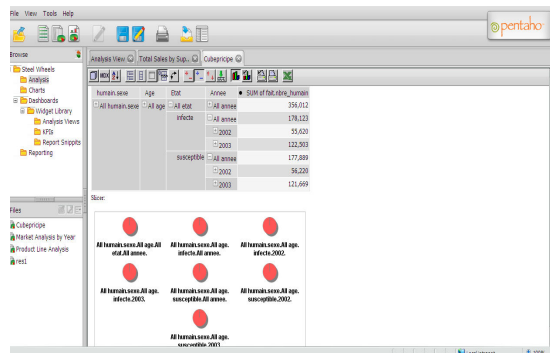 File View Tools Help
pentaho
Browse
Steel Wheels
Analysis
Charts
Dashboards
Widget Library
Analysis Views
KPIs
Report Snippits
Reporting
Files
Cubepricipe
Market Analysis by Year
Product Line Analysis
res1
Analysis View Total Sales by Sup... Cubepricipe
MDX
humain.sexe Age Etat Annee SUM of fait.nbre_humain
All humain.sexe All age All etat All annee 356,012
infecte All annee 178,123
2002 55,620
2003 122,503
susceptible All annee 177,889
2002 56,220
2003 121,669
Slicer:
All humain.sexe.All age.All etat.All annee.
All humain.sexe.All age. infecte.All annee.
All humain.sexe.All age. infecte.2002.
All humain.sexe.All age. infecte.2003.
All humain.sexe.All age. susceptible.All annee.
All humain.sexe.All age. susceptible.2002.
All humain.sexe.All age. susceptible.2003